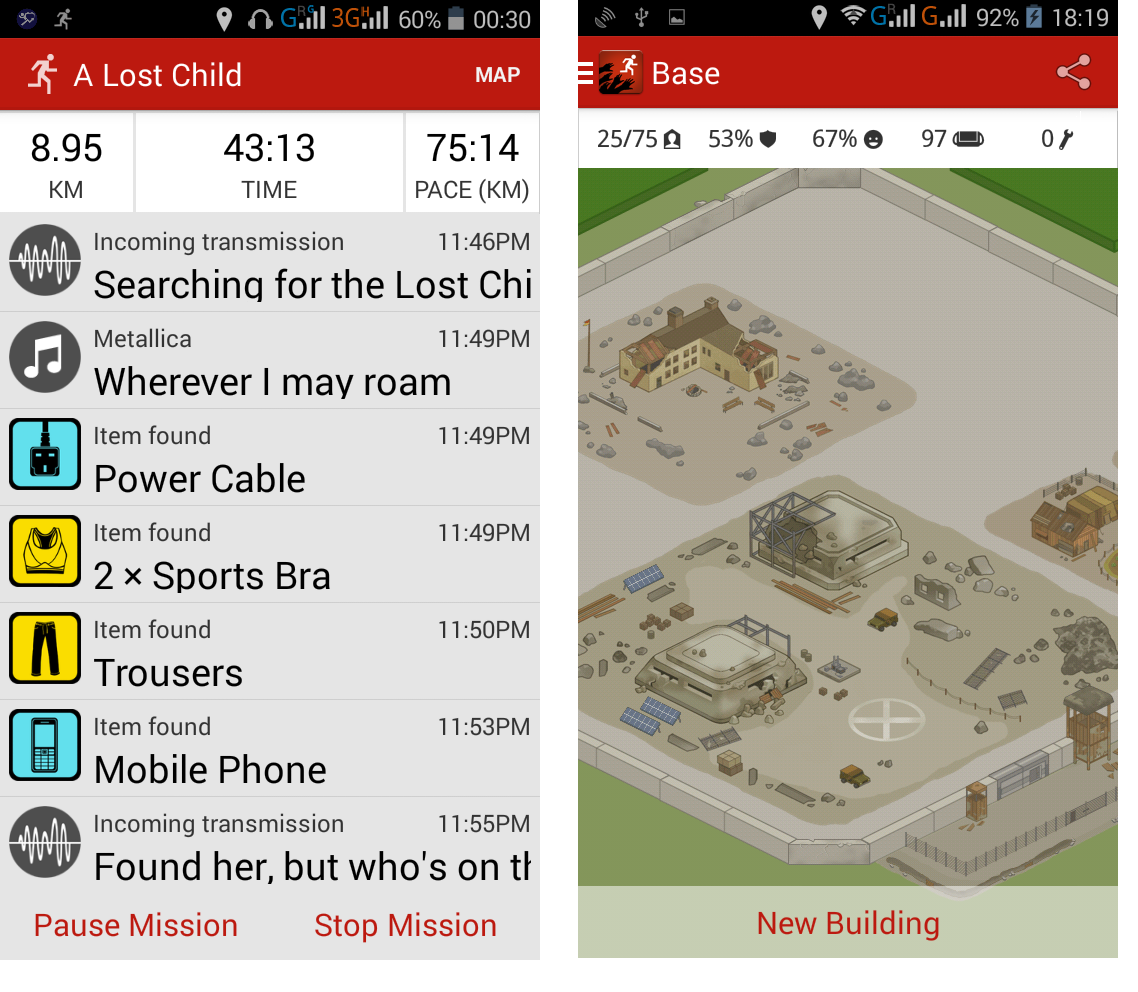 GRG 3GH 60% 00:30
A Lost Child MAP
8.95 43:13 75:14
KM TIME PACE (KM)
Incoming transmission 11:46PM
Searching for the Lost Chi
Metallica 11:49PM
Wherever I may roam
Item found 11:49PM
Power Cable
Item found 11:49PM
2 × Sports Bra
Item found 11:50PM
Trousers
Item found 11:53PM
Mobile Phone
Incoming transmission 11:55PM
Found her, but who's on th
Pause Mission Stop Mission
GR G 92% 18:19
Base
25/75 53% 67% 97 0
New Building